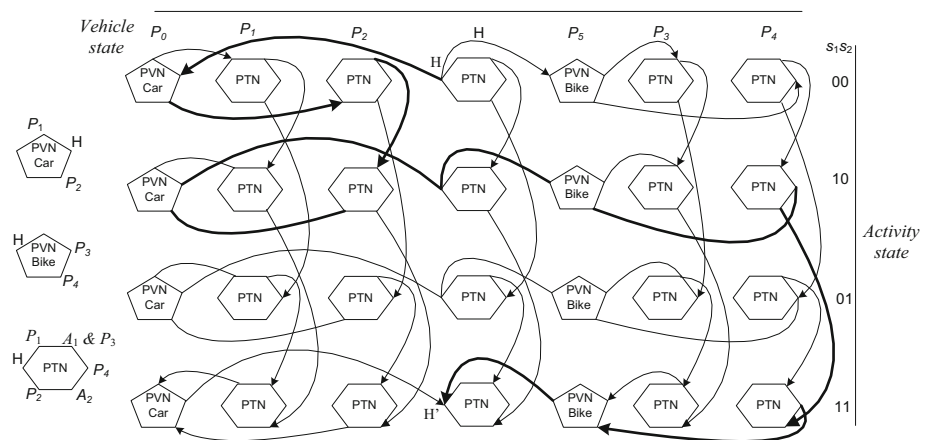 Vehicle state P₀ P₁ P₂ H P₅ P₃ P₄ s₁s₂
PVN Car PTN PTN H PTN PVN Bike PTN PTN 00
P₁
PVN Car H
P₂
PVN Car PTN PTN PTN PVN Bike PTN PTN 10
H PVN Bike P₃
P₄
Activity state
PVN Car PTN PTN PTN PVN Bike PTN PTN 01
P₁ A₁ & P₃
H PTN P₄
P₂ A₂
PVN Car PTN PTN H' PTN PVN Bike PTN PTN 11